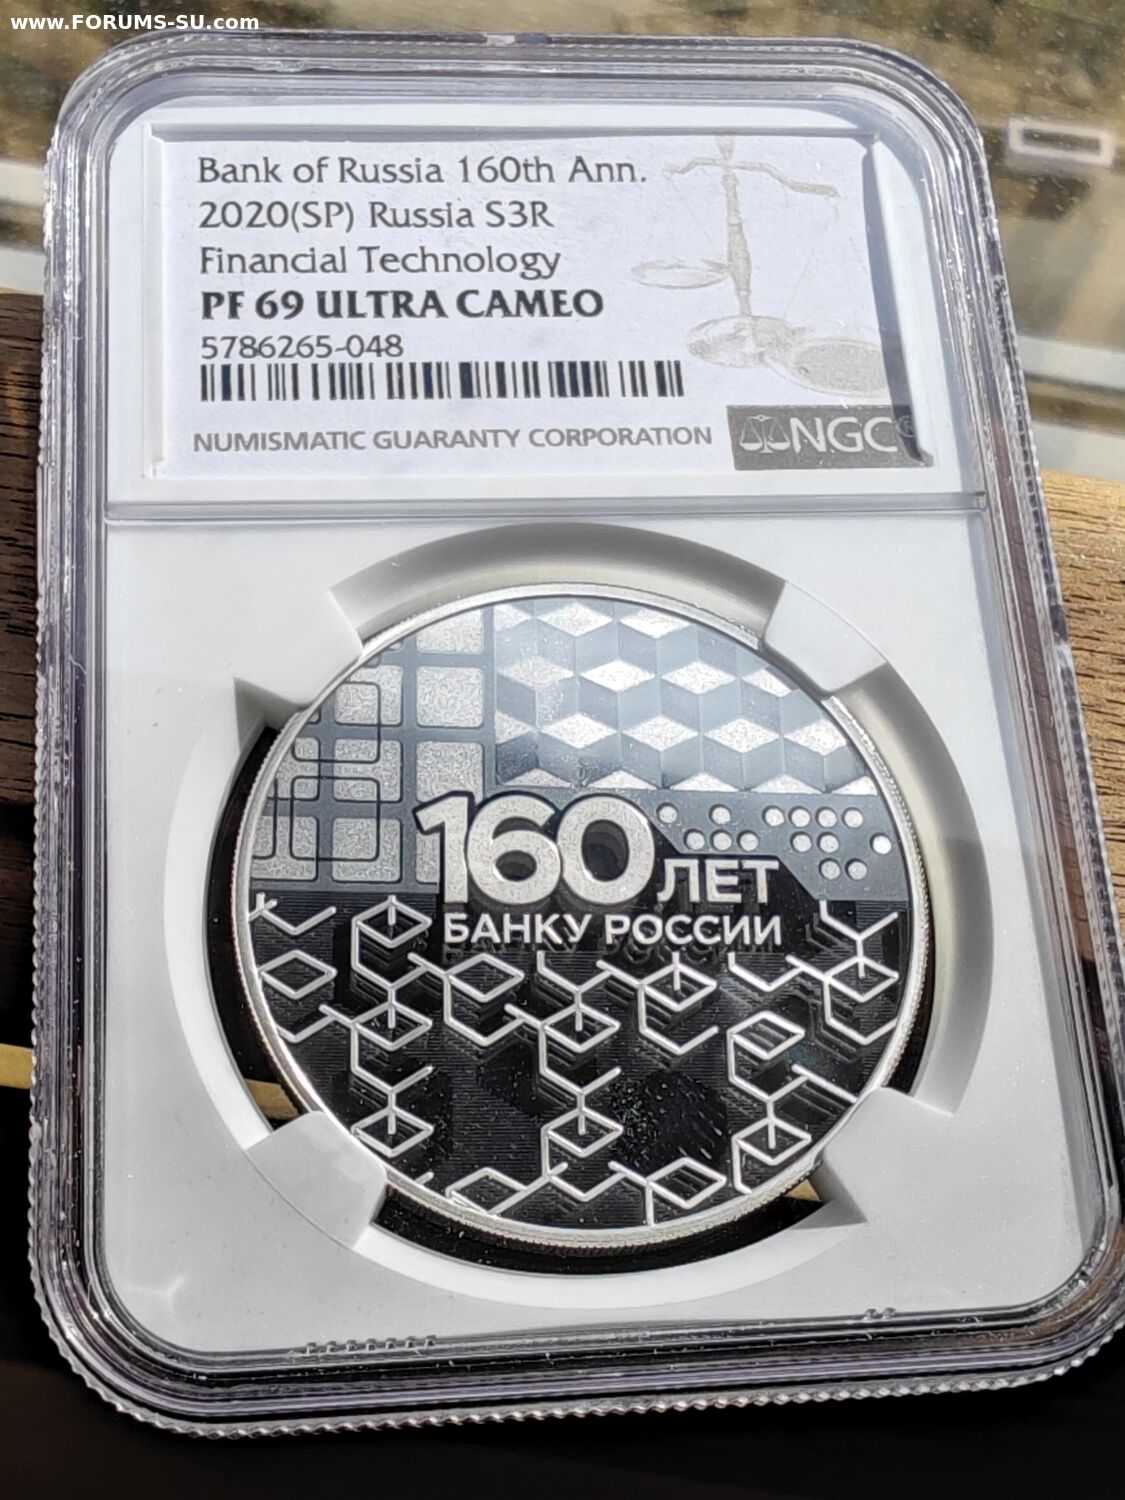 www.FORUMS-SU.com
Bank of Russia 160th Ann.
2020(SP) Russia S3R
Financial Technology
PF 69 ULTRA CAMEO
5786265-048
NUMISMATIC GUARANTY CORPORATION
NGC®
160 ЛЕТ
БАНКУ РОССИИ